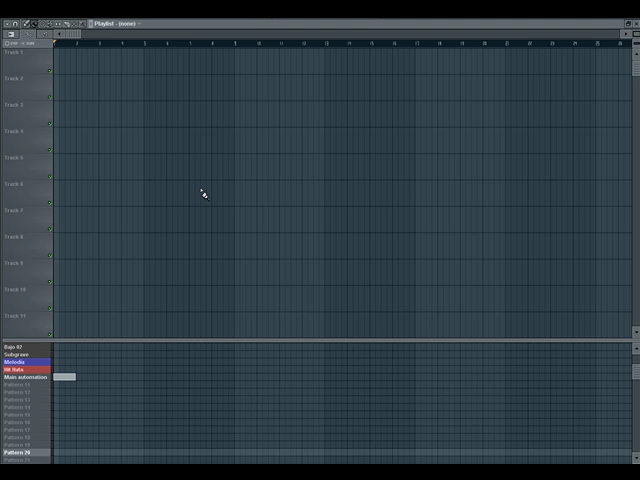 Playlist - (none)
Track 1
Track 2
Track 3
Track 4
Track 5
Track 6
Track 7
Track 8
Track 9
Track 10
Track 11
Bajo 02
Subgrave
Melodia
Main automation
Pattern 11
Pattern 12
Pattern 13
Pattern 14
Pattern 15
Pattern 16
Pattern 17
Pattern 18
Pattern 19
Pattern 20